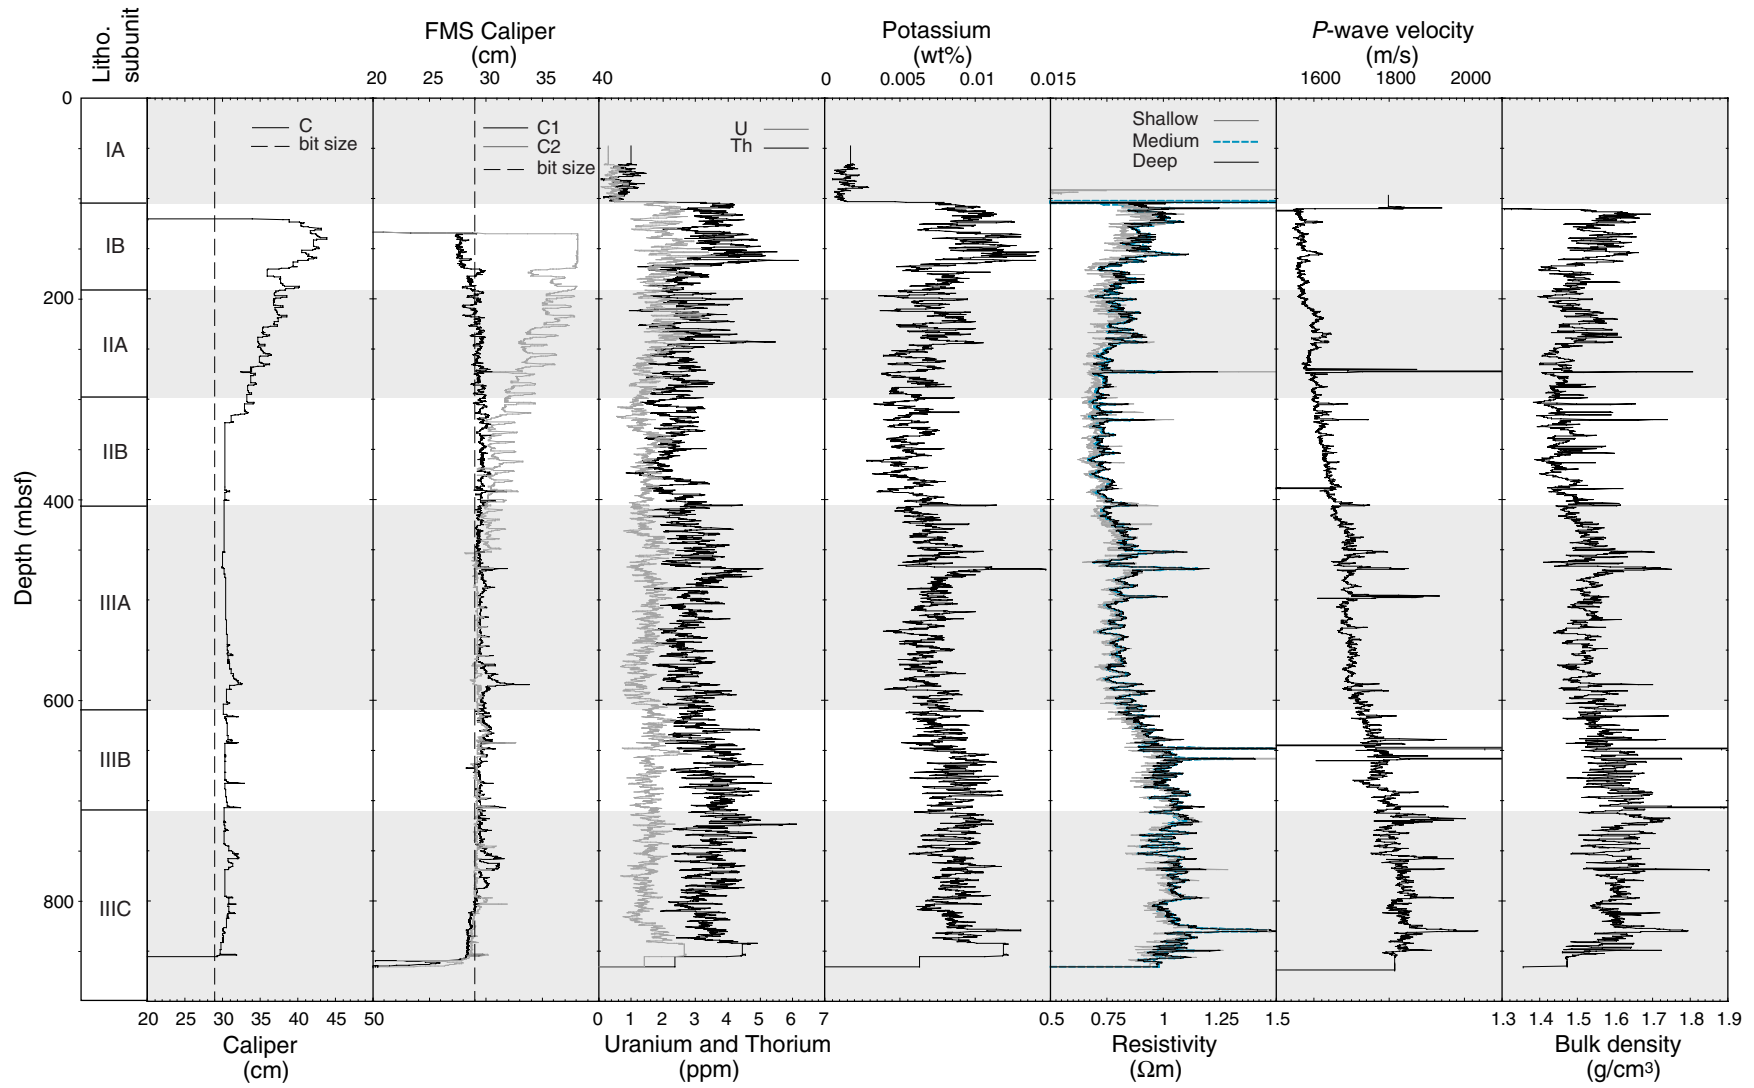 Litho.
subunit
FMS Caliper
(cm)
Potassium
(wt%)
P-wave velocity
m/s)
20 25 30 35 40
0 0.005 0.01 0.015
1600 1800 2000
C
bit size
C1
C2
bit size
U
Th
Shallow
Medium
Deep
Depth (mbsf)
0
200
400
600
800
IA
IB
IIA
IIB
IIIA
IIIB
IIIC
20 25 30 35 40 45 50
0 1 2 3 4 5 6 7
0.5 0.75 1 1.25 1.5
1.3 1.4 1.5 1.6 1.7 1.8 1.9
Caliper
(cm)
Uranium and Thorium
(ppm)
Resistivity
(Ωm)
Bulk density
(g/cm³)